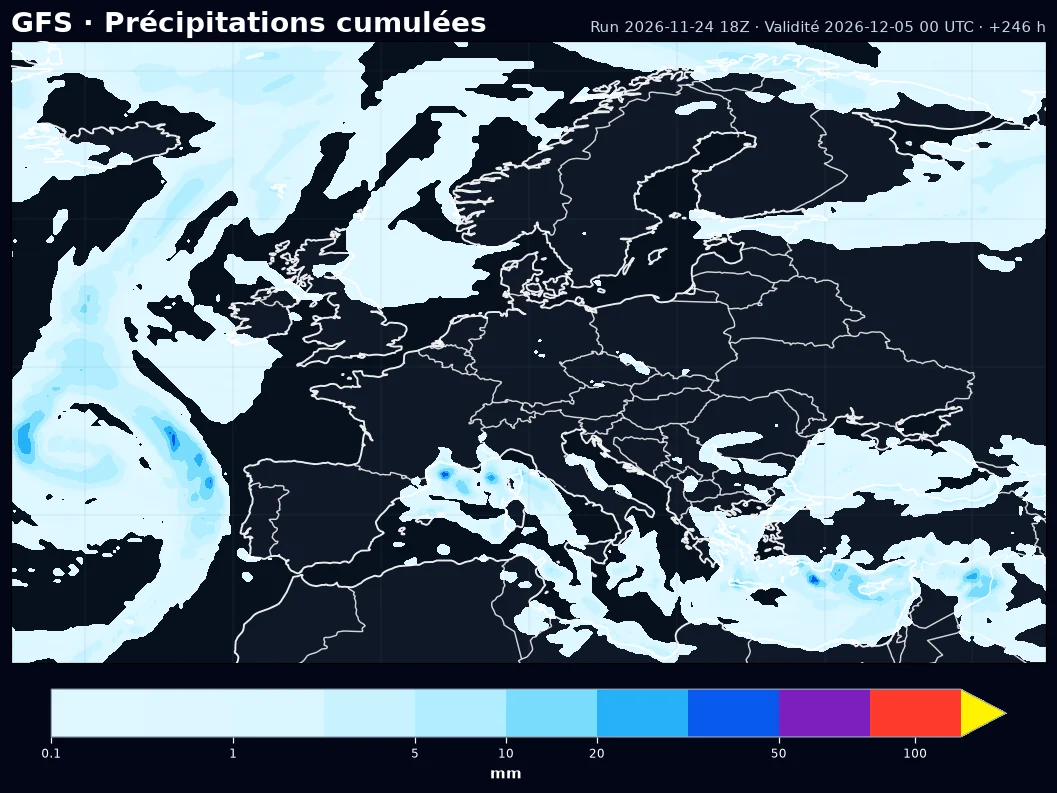 GFS · Précipitations cumulées
Run 2026-11-24 18Z · Validité 2026-12-05 00 UTC · +246 h
0.1 1 5 10 20 50 100
mm